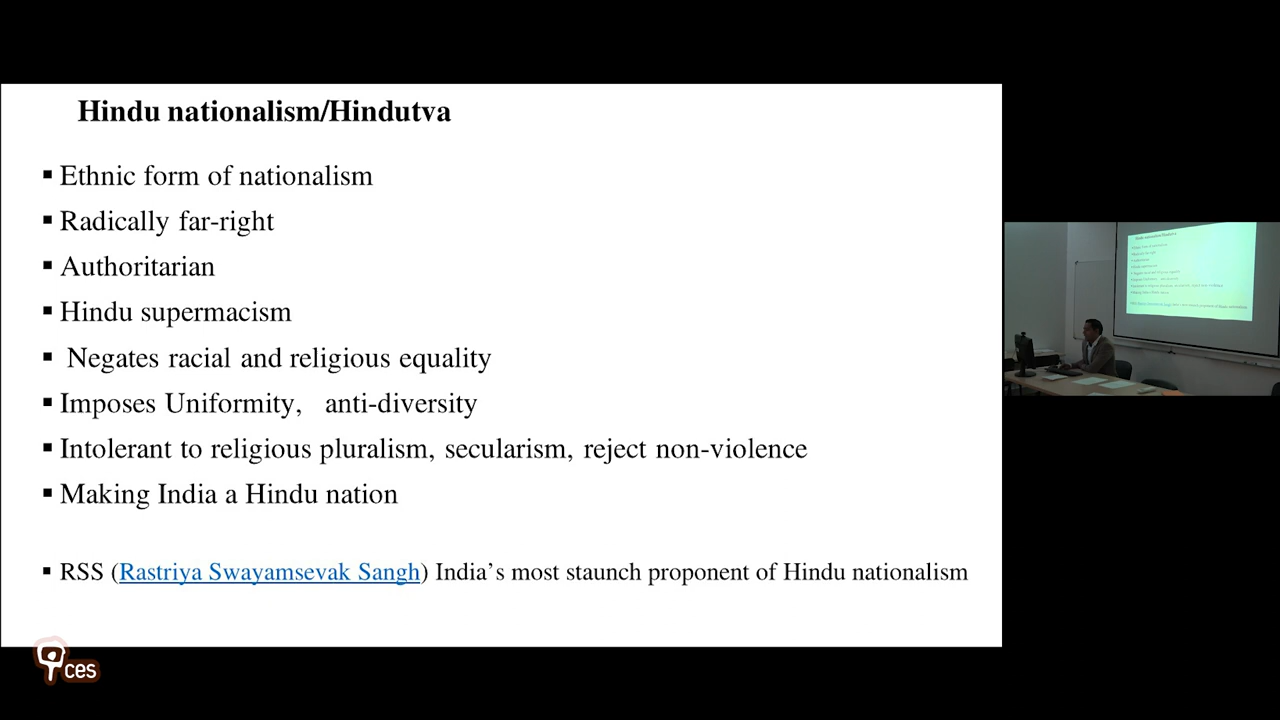 Hindu nationalism/Hindutva
▪ Ethnic form of nationalism
▪ Radically far-right
▪ Authoritarian
▪ Hindu supermacism
▪ Negates racial and religious equality
▪ Imposes Uniformity, anti-diversity
▪ Intolerant to religious pluralism, secularism, reject non-violence
▪ Making India a Hindu nation
▪ RSS (Rastriya Swayamsevak Sangh) India's most staunch proponent of Hindu nationalism
ces